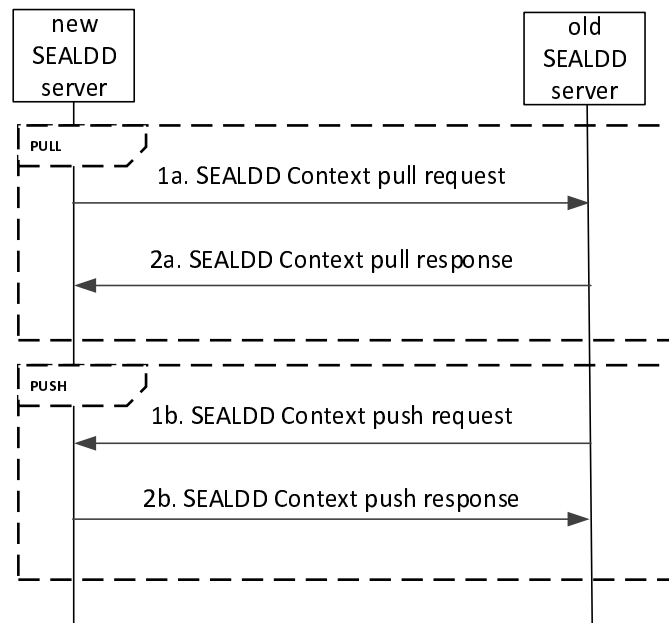 new
SEALDD
server
old
SEALDD
server
PULL
1a. SEALDD Context pull request
2a. SEALDD Context pull response
PUSH
1b. SEALDD Context push request
2b. SEALDD Context push response